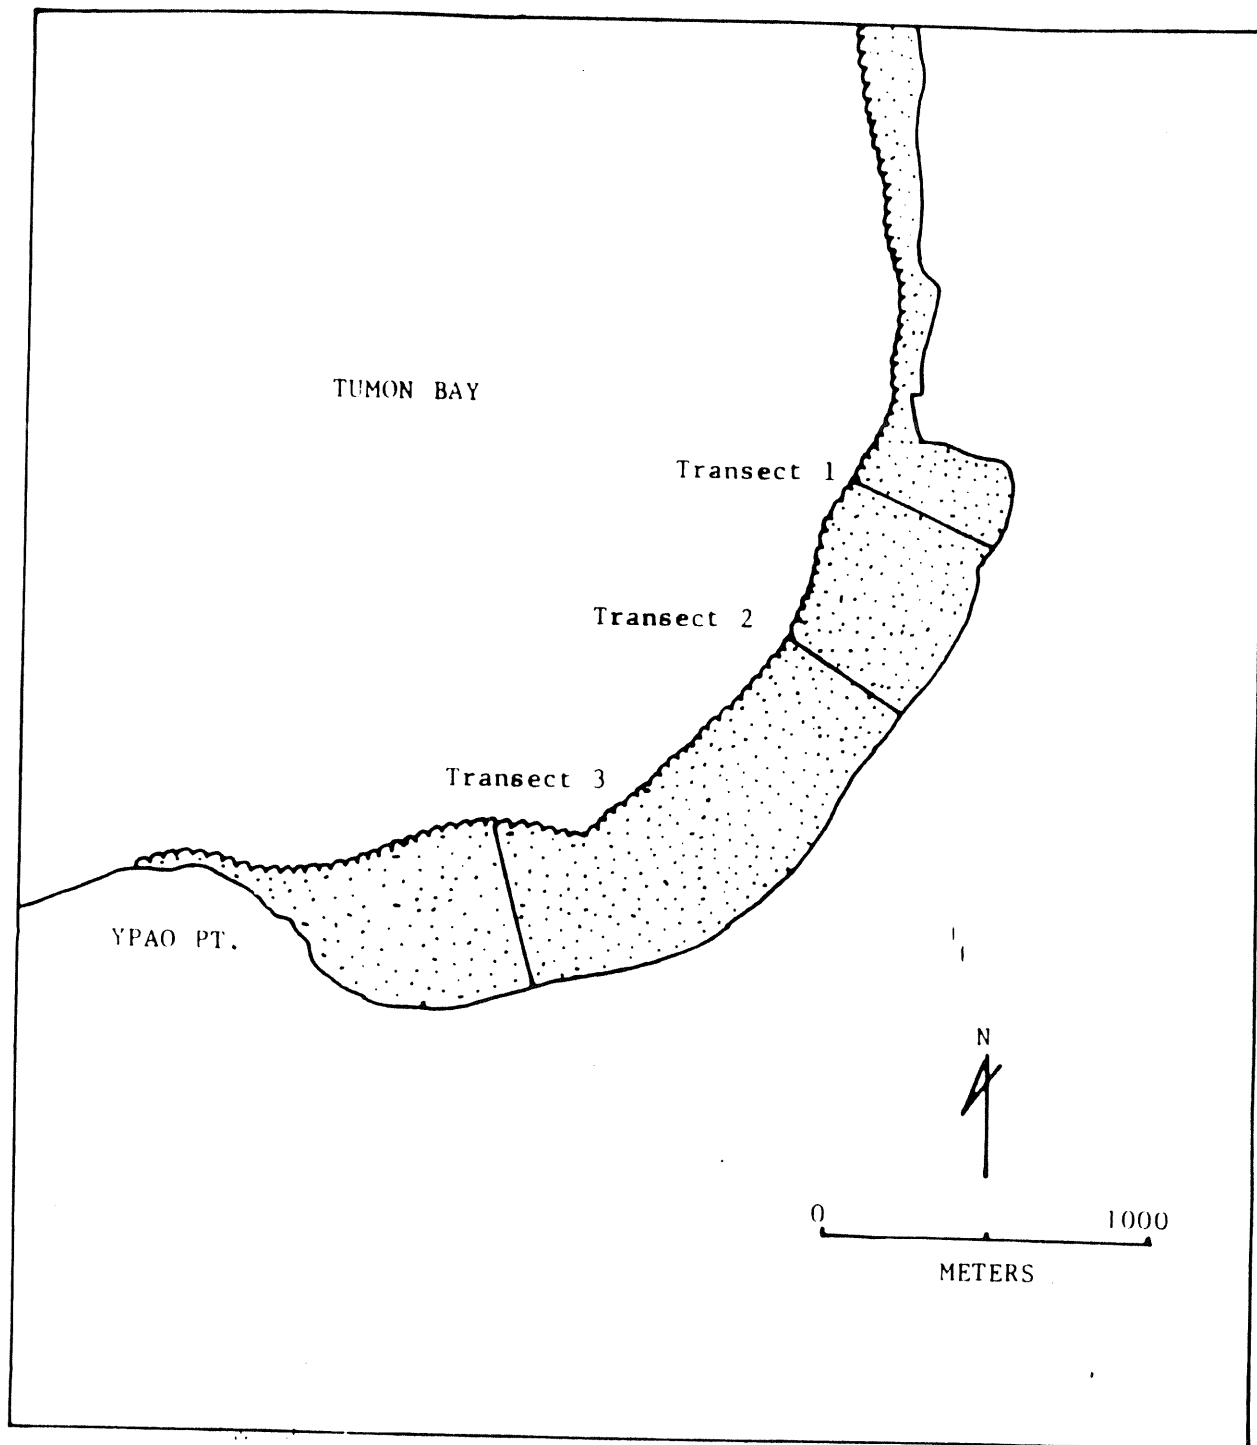 TUMON BAY
Transect 1
Transect 2
Transect 3
YPAO PT.
N
0 1000
METERS